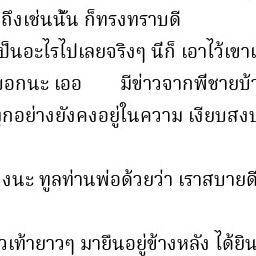 ถึงเช่นนั้น ก็ทรงทราบดี
ป็นอะไรไปเลยจริงๆ นีก็ เอาไว้เขาเ
บอกนะ เออ มีข่าวจากพี่ชายบ้า
ุกอย่างยังคงอยู่ในความ เงียบสงบ
งนะ ทูลท่านพ่อด้วยว่า เราสบายดี
วเท้ายาวๆ มายืนอยู่ข้างหลัง ได้ยิน